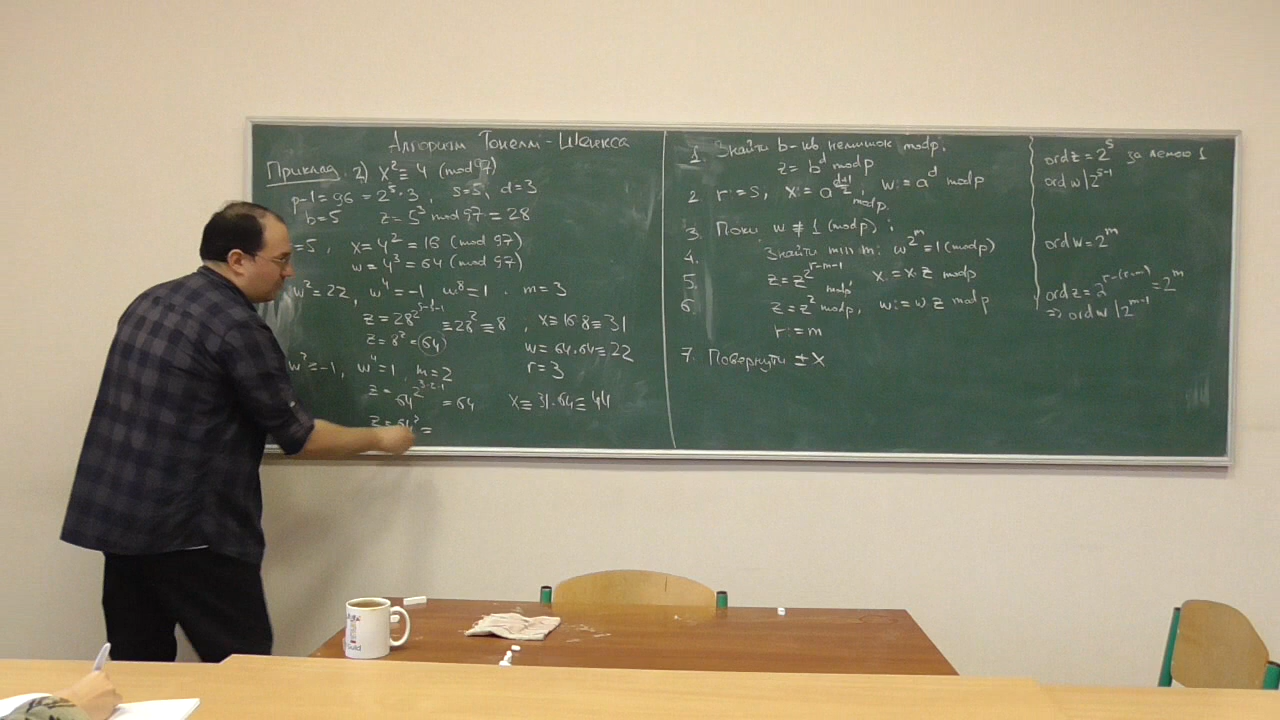 Алгоритм Тонеллі-Шенкса
Приклад. 2) x² ≡ 4 (mod 97)
p-1=96 = 2⁵·3, s=5, d=3
b=5 z=5³ mod 97 = 28
=5, x=4² = 16 (mod 97)
w=4³ = 64 (mod 97)
w²=22, w⁴=-1 w⁸=1. m=3
z=28^{2^{5-3-1}} ≡28²≡8, x≡16·8≡31
z=8²=64 w=64·64≡22
r=3
w²=-1, w⁴=1. m=2
z=64^{2^{3-2-1}} =64 x≡31·64≡44
z=64²=
1. Знайти b-кв. нелишок mod p;
z=b^d mod p
2. r:=s, x:=a^{\frac{d+1}{2}} mod p; w:=a^d mod p
3. Поки w≢1 (mod p):
4. Знайти min m: w^{2^m}=1(mod p)
5. z=z^{2^{r-m-1}} mod p; x:=x·z mod p
6. z=z² mod p, w:=w z mod p
r:=m
7. Повернути ±x
ord z=2^s за лемою 1
ord w | 2^{s-1}
ord w=2^m
ord z=2^{r-(r-m)}=2^m
⇒ ord w | 2^{m-1}